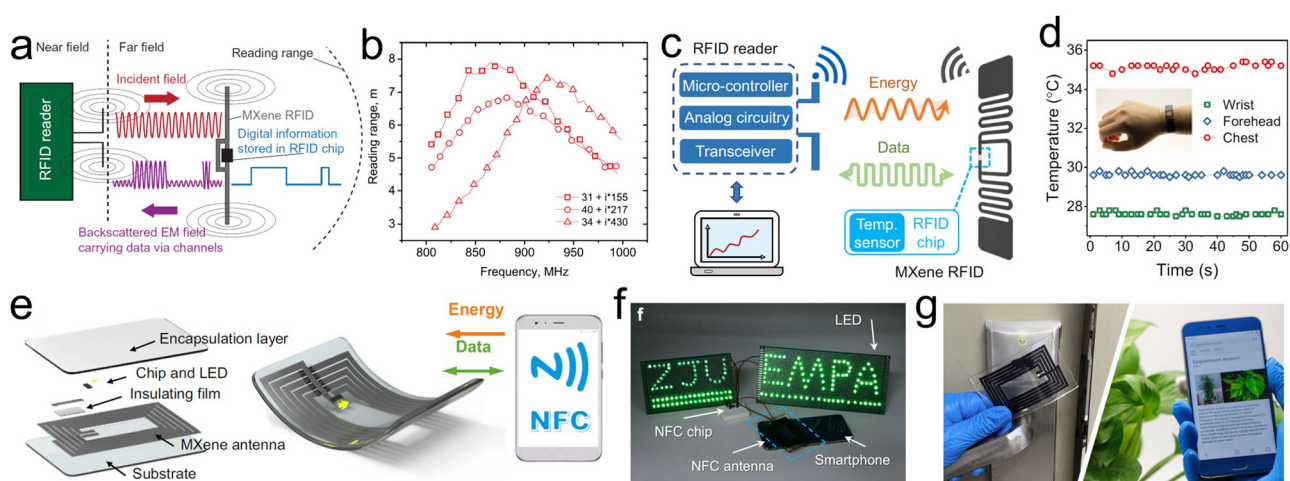 a
Near field
Far field
Reading range
Incident field
RFID reader
MXene RFID
Digital information
stored in RFID chip
Backscattered EM field
carrying data via channels
b
Reading range, m
8
7
6
5
4
3
31 + i*155
40 + i*217
34 + i*430
800
850
900
950
1000
Frequency, MHz
c
RFID reader
Micro-controller
Analog circuitry
Transceiver
Energy
Data
Temp.
sensor
RFID
chip
MXene RFID
d
Temperature (°C)
36
34
32
30
28
Wrist
Forehead
Chest
0
10
20
30
40
50
60
Time (s)
e
Encapsulation layer
Chip and LED
Insulating film
MXene antenna
Substrate
Energy
Data
NFC
f
f
LED
ZJU
EMPA
NFC chip
NFC antenna
Smartphone
g